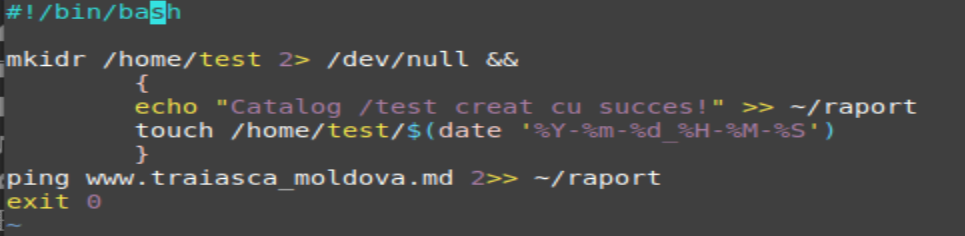 #!/bin/bash
mkidr /home/test 2> /dev/null &&
{
echo "Catalog /test creat cu succes!" >> ~/raport
touch /home/test/$(date '%Y-%m-%d_%H-%M-%S')
}
ping www.traiasca_moldova.md 2>> ~/raport
exit 0
~